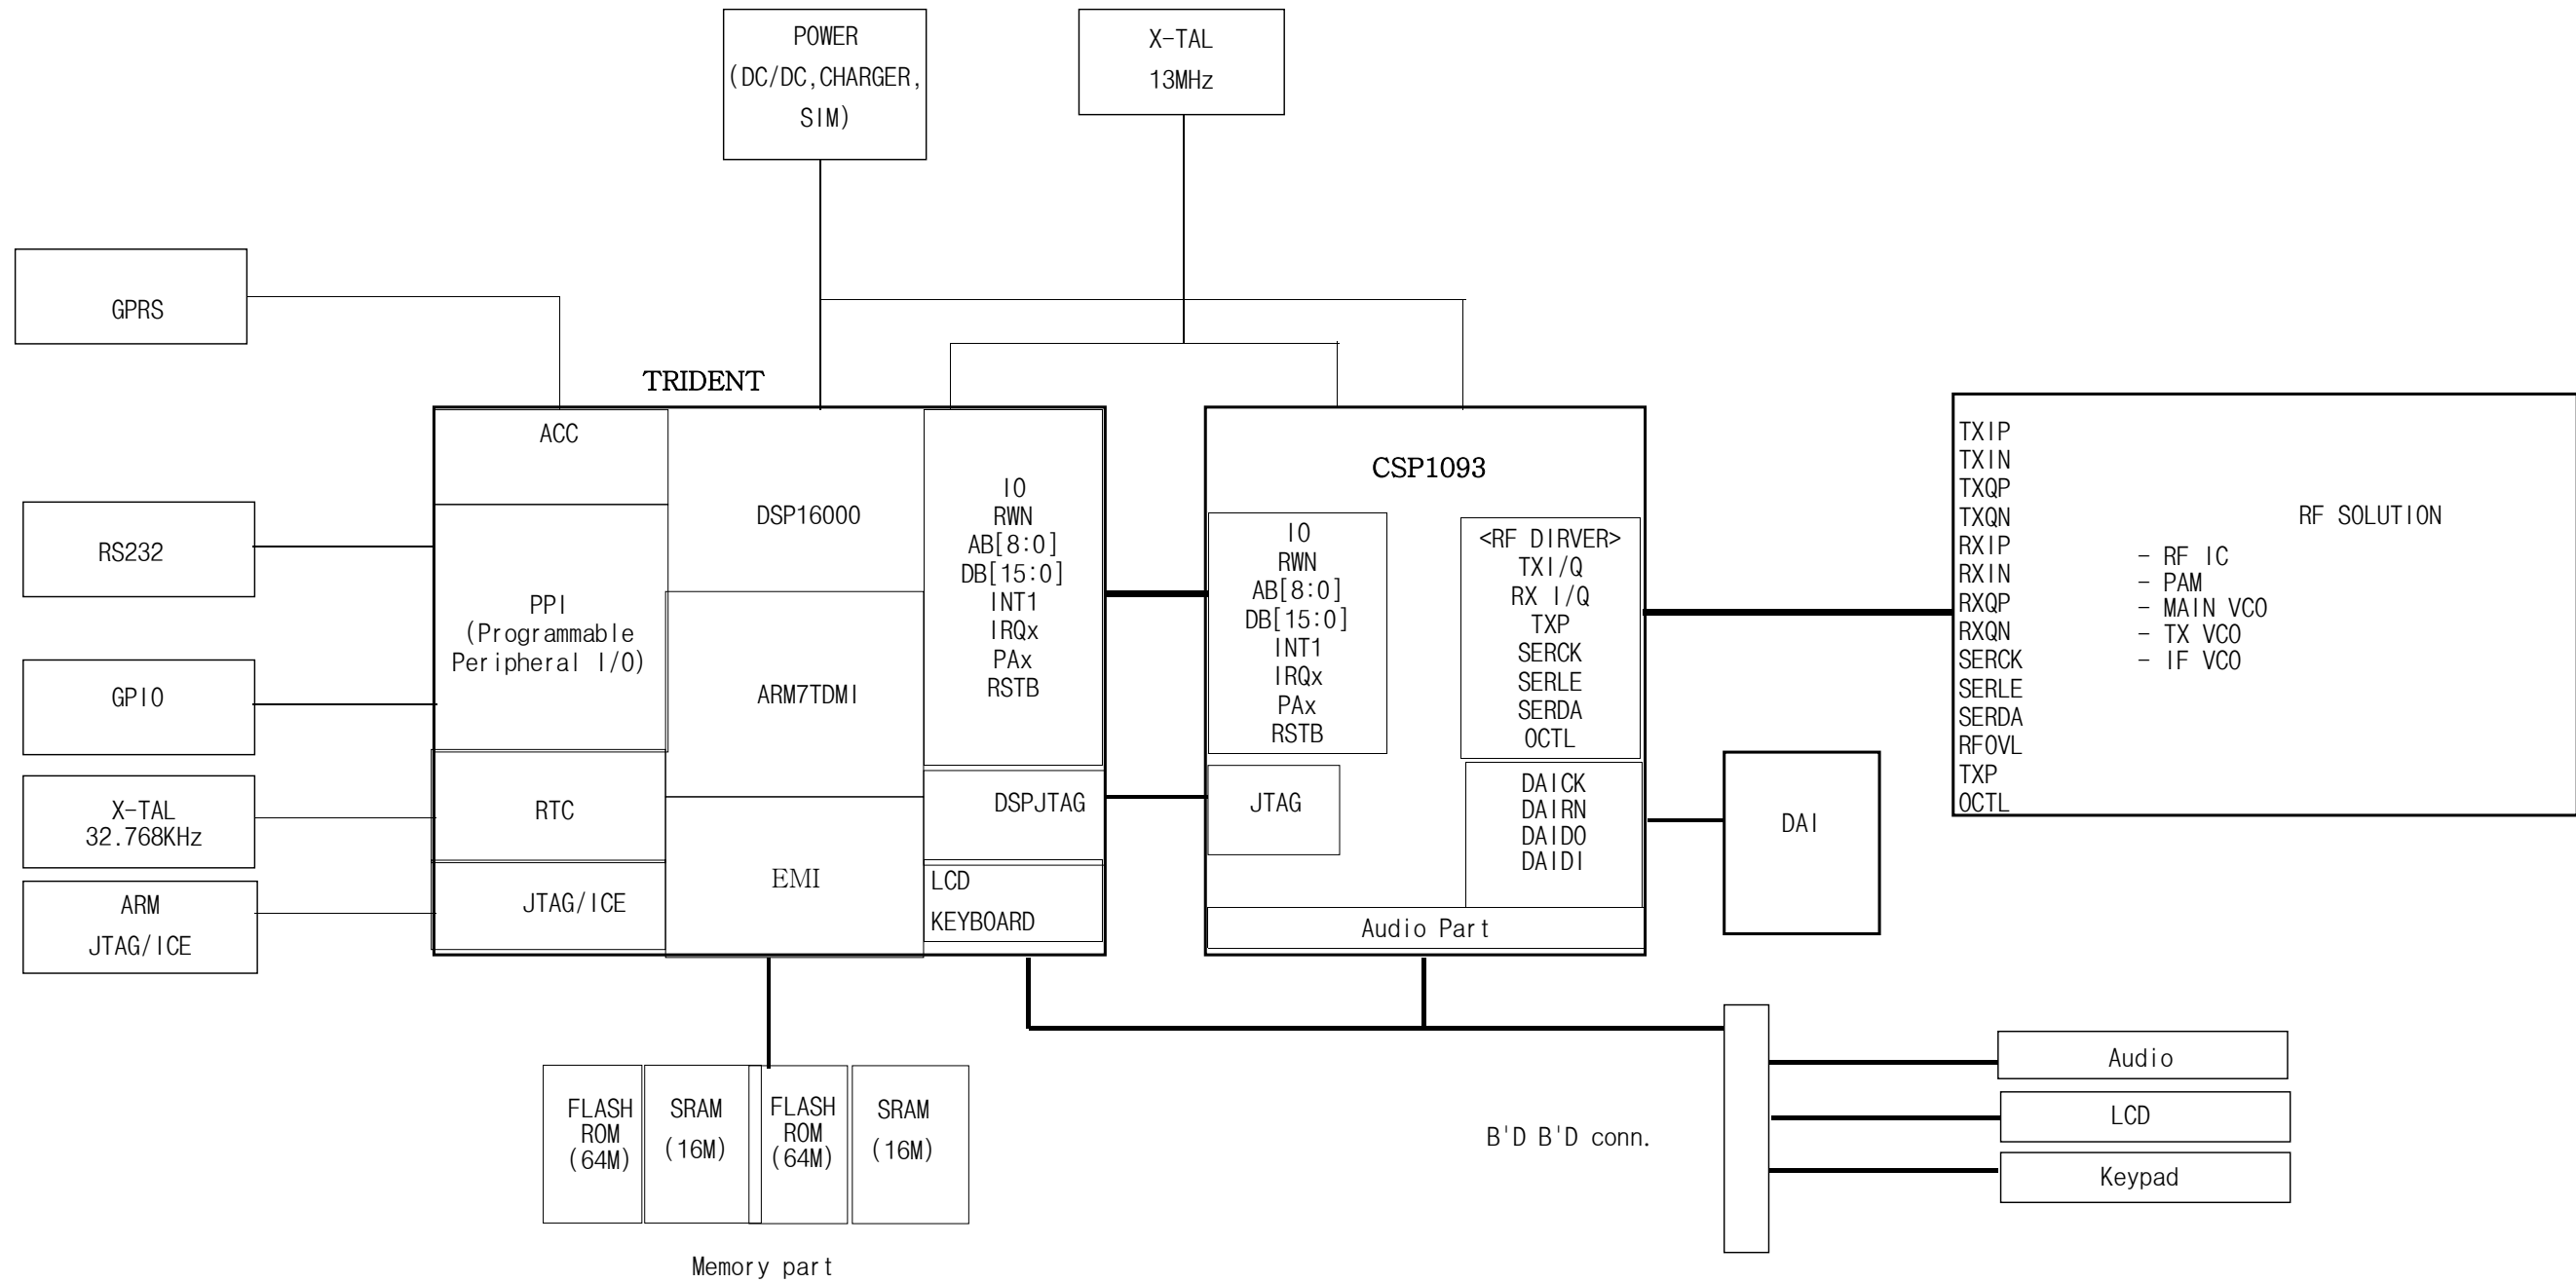 POWER
(DC/DC,CHARGER,
SIM)
X-TAL
13MHz
GPRS
TRIDENT
ACC
DSP16000
IO
RWN
AB[8:0]
DB[15:0]
INT1
IRQx
PAx
RSTB
PPI
(Programmable
Peripheral I/O)
ARM7TDMI
RTC
JTAG/ICE
EMI
DSPJTAG
LCD
KEYBOARD
RS232
GPIO
X-TAL
32.768KHz
ARM
JTAG/ICE
CSP1093
IO
RWN
AB[8:0]
DB[15:0]
INT1
IRQx
PAx
RSTB
<RF DIRVER>
TXI/Q
RX I/Q
TXP
SERCK
SERLE
SERDA
OCTL
JTAG
DAICK
DAIRN
DAIDO
DAIDI
Audio Part
DAI
TXIP
TXIN
TXQP
TXQN
RXIP
RXIN
RXQP
RXQN
SERCK
SERLE
SERDA
RFOVL
TXP
OCTL
RF SOLUTION
- RF IC
- PAM
- MAIN VCO
- TX VCO
- IF VCO
FLASH
ROM
(64M)
SRAM
(16M)
FLASH
ROM
(64M)
SRAM
(16M)
Memory part
B'D B'D conn.
Audio
LCD
Keypad